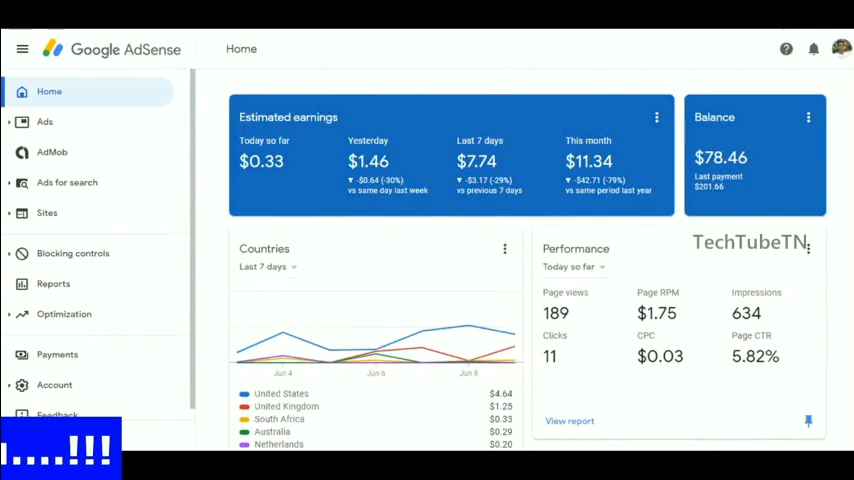 Google AdSense
Home
Home
Ads
AdMob
Ads for search
Sites
Blocking controls
Reports
Optimization
Payments
Account
Feedback
....!!!
Estimated earnings
Today so far
$0.33
Yesterday
$1.46
▼ -$0.64 (-30%)
vs same day last week
Last 7 days
$7.74
▼ -$3.17 (-29%)
vs previous 7 days
This month
$11.34
▼ -$42.71 (-79%)
vs same period last year
Balance
$78.46
Last payment
$201.66
Countries
Last 7 days
Jun 4
Jun 6
Jun 8
United States $4.64
United Kingdom $1.25
South Africa $0.33
Australia $0.29
Netherlands $0.20
TechTubeTN
Performance
Today so far
Page views
189
Page RPM
$1.75
Impressions
634
Clicks
11
CPC
$0.03
Page CTR
5.82%
View report